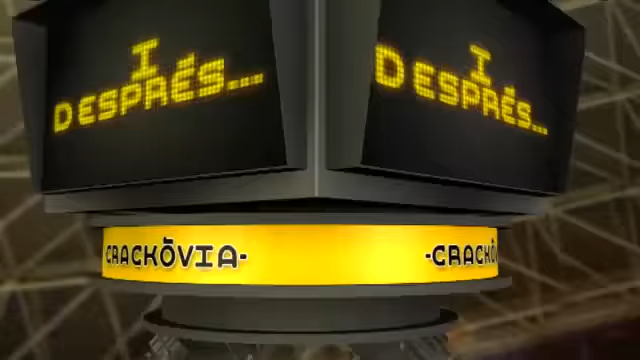 I
DESPRÉS...
I
DESPRÉS...
CRACKÒVIA-
-CRACKÒ